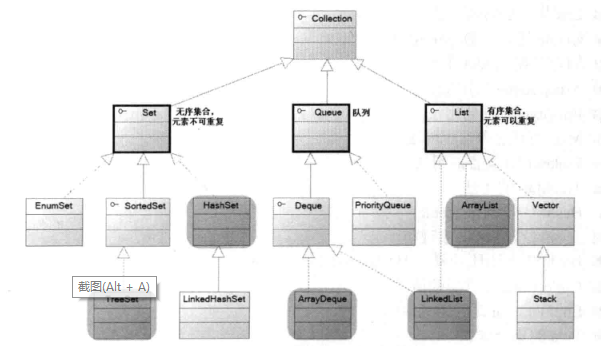 Collection
Set
无序集合，
元素不可重复
Queue
队列
List
有序集合，
元素可以重复
EnumSet
SortedSet
HashSet
Deque
PriorityQueue
ArrayList
Vector
截图(Alt + A)
TreeSet
LinkedHashSet
ArrayDeque
LinkedList
Stack